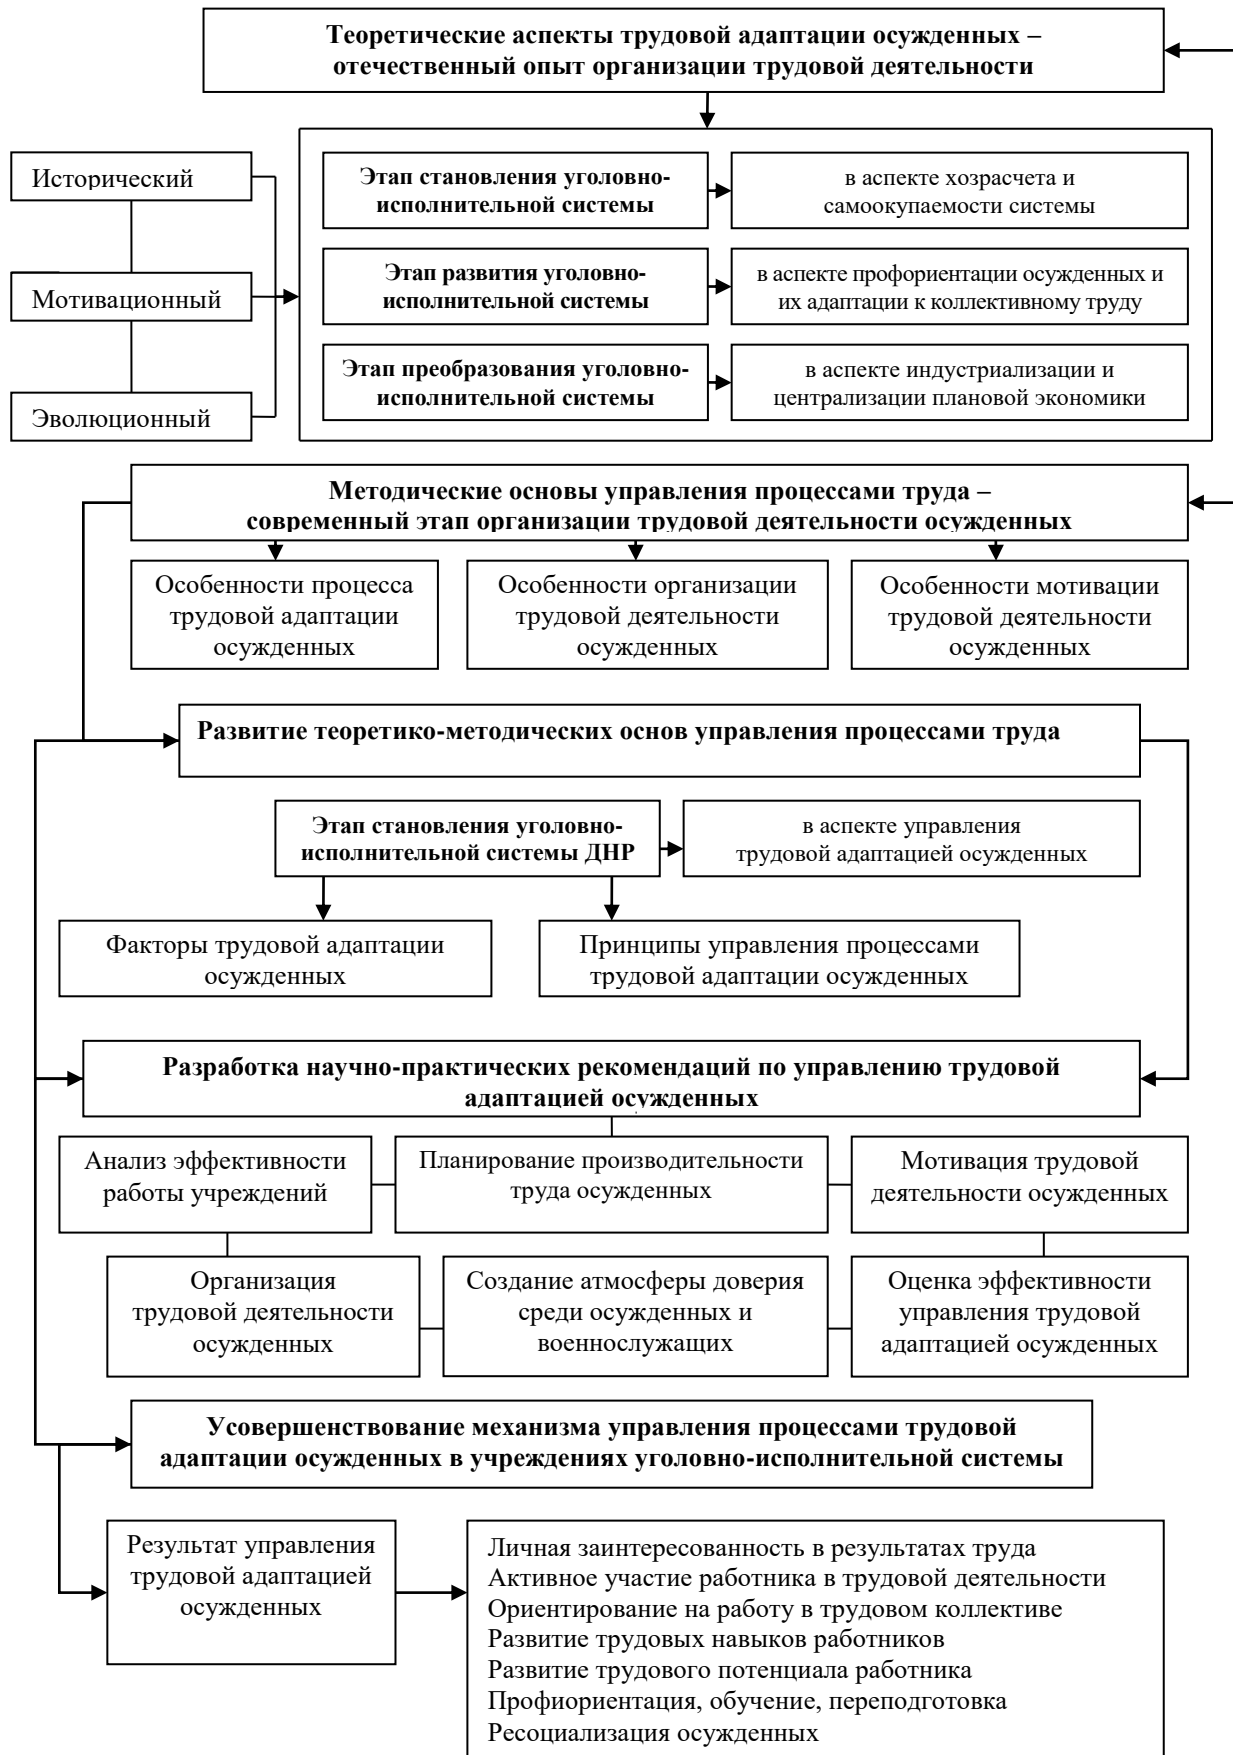 Теоретические аспекты трудовой адаптации осужденных –
отечественный опыт организации трудовой деятельности
Исторический
Мотивационный
Эволюционный
Этап становления уголовно-
исполнительной системы
в аспекте хозрасчета и
самоокупаемости системы
Этап развития уголовно-
исполнительной системы
в аспекте профориентации осужденных и
их адаптации к коллективному труду
Этап преобразования уголовно-
исполнительной системы
в аспекте индустриализации и
централизации плановой экономики
Методические основы управления процессами труда –
современный этап организации трудовой деятельности осужденных
Особенности процесса
трудовой адаптации
осужденных
Особенности организации
трудовой деятельности
осужденных
Особенности мотивации
трудовой деятельности
осужденных
Развитие теоретико-методических основ управления процессами труда
Этап становления уголовно-
исполнительной системы ДНР
в аспекте управления
трудовой адаптацией осужденных
Факторы трудовой адаптации
осужденных
Принципы управления процессами
трудовой адаптации осужденных
Разработка научно-практических рекомендаций по управлению трудовой
адаптацией осужденных
Анализ эффективности
работы учреждений
Планирование производительности
труда осужденных
Мотивация трудовой
деятельности осужденных
Организация
трудовой деятельности
осужденных
Создание атмосферы доверия
среди осужденных и
военнослужащих
Оценка эффективности
управления трудовой
адаптацией осужденных
Усовершенствование механизма управления процессами трудовой
адаптации осужденных в учреждениях уголовно-исполнительной системы
Результат управления
трудовой адаптацией
осужденных
Личная заинтересованность в результатах труда
Активное участие работника в трудовой деятельности
Ориентирование на работу в трудовом коллективе
Развитие трудовых навыков работников
Развитие трудового потенциала работника
Профиориентация, обучение, переподготовка
Ресоциализация осужденных